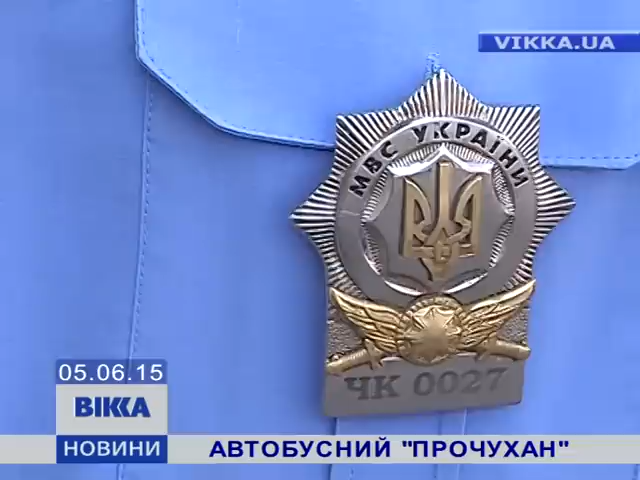 VIKKA.UA
МВС УКРАЇНИ
ЧК 0027
05.06.15
ВІККА
НОВИНИ
АВТОБУСНИЙ "ПРОЧУХАН"